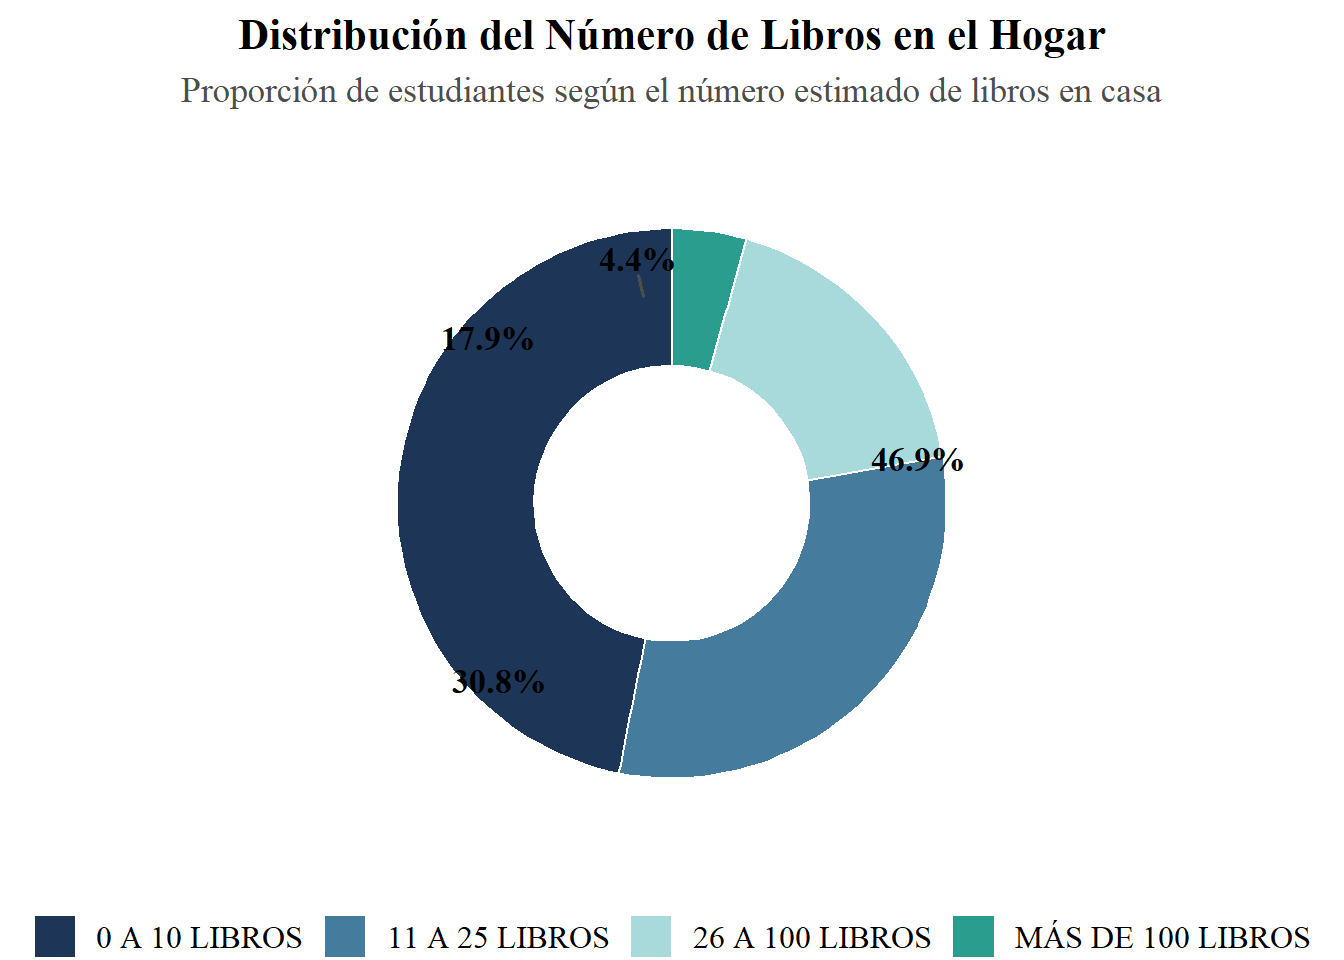 Distribución del Número de Libros en el Hogar
Proporción de estudiantes según el número estimado de libros en casa
4.4%
17.9%
46.9%
30.8%
0 A 10 LIBROS
11 A 25 LIBROS
26 A 100 LIBROS
MÁS DE 100 LIBROS